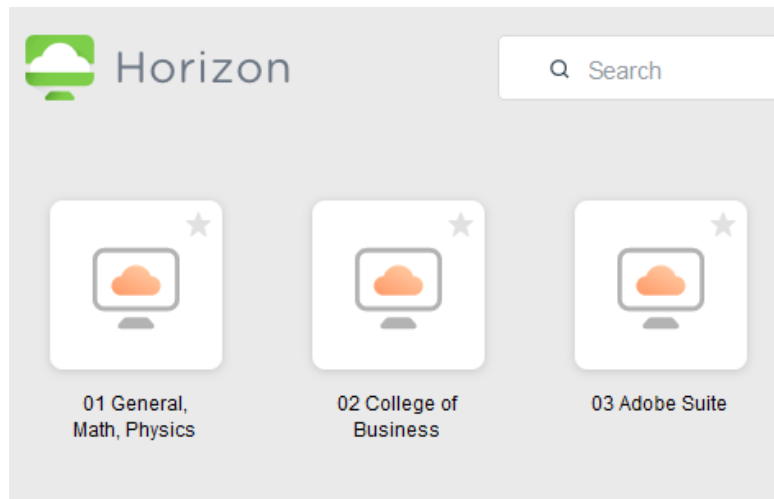 Horizon
Search
01 General,
Math, Physics
02 College of
Business
03 Adobe Suite